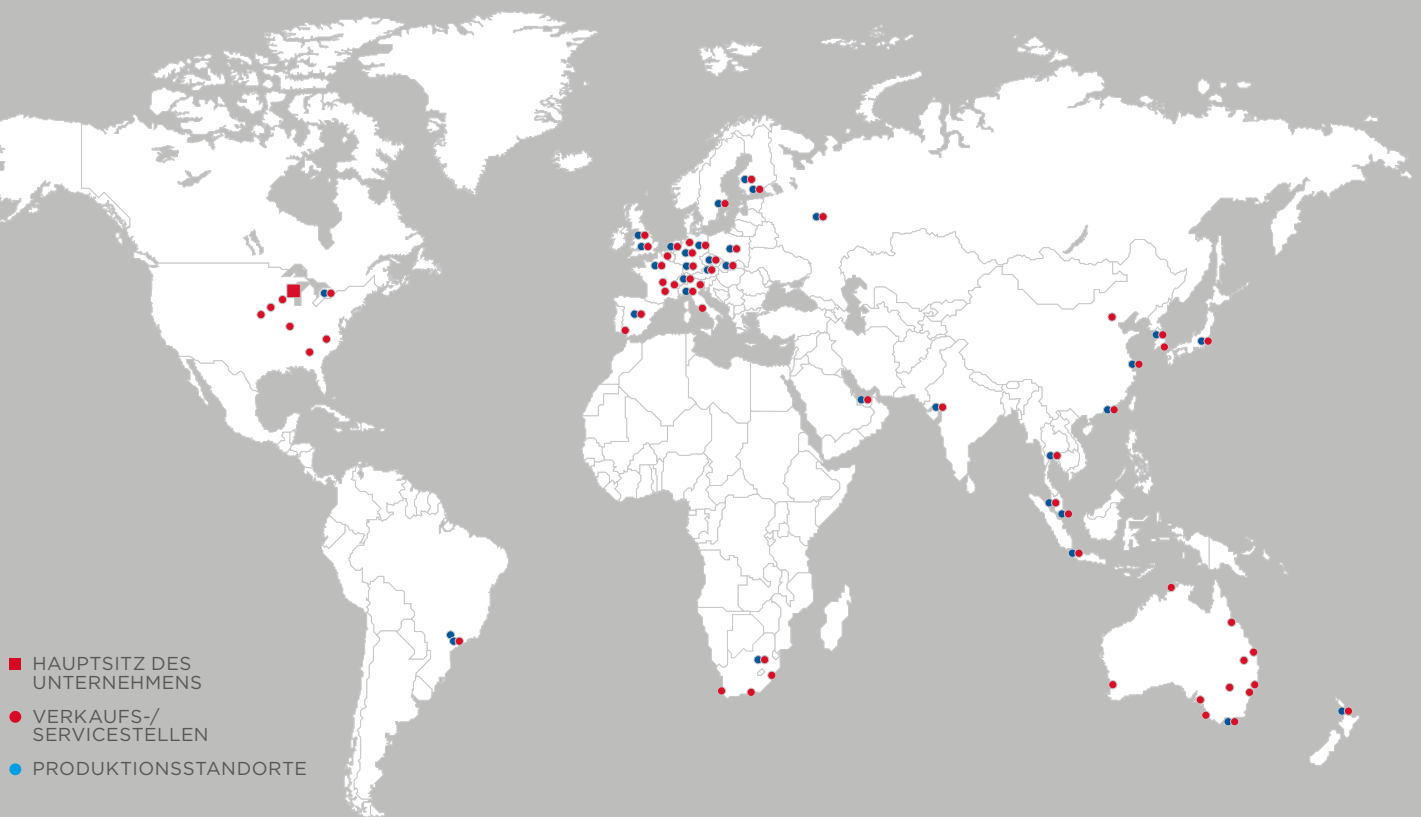 HAUPTSITZ DES
UNTERNEHMENS
VERKAUFS-/
SERVICESTELLEN
PRODUKTIONSSTANDORTE